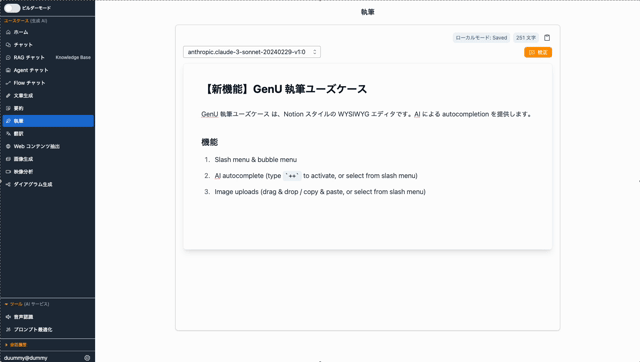 ビルダーモード
ユースケース (生成 AI)
ホーム
チャット
RAG チャット Knowledge Base
Agent チャット
Flow チャット
文章生成
要約
執筆
翻訳
Web コンテンツ抽出
画像生成
映像分析
ダイアグラム生成
ツール (AI サービス)
音声認識
プロンプト最適化
duummy@dummy
執筆
ローカルモード: Saved 251 文字
anthropic.claude-3-sonnet-20240229-v1:0
校正
【新機能】GenU 執筆ユースケース
GenU 執筆ユースケース は、Notion スタイルの WYSIWYG エディタです。AI による autocompletion を提供します。
機能
1. Slash menu & bubble menu
2. AI autocomplete (type `++` to activate, or select from slash menu)
3. Image uploads (drag & drop / copy & paste, or select from slash menu)